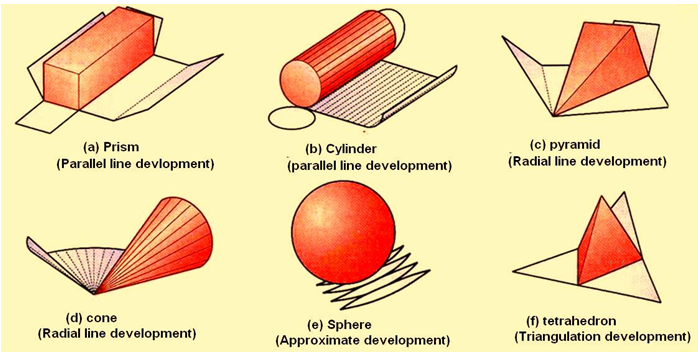 (a) Prism
(Parallel line devlopment)
(b) Cylinder
(parallel line development)
(c) pyramid
(Radial line development)
(d) cone
(Radial line development)
(e) Sphere
(Approximate development)
(f) tetrahedron
(Triangulation development)